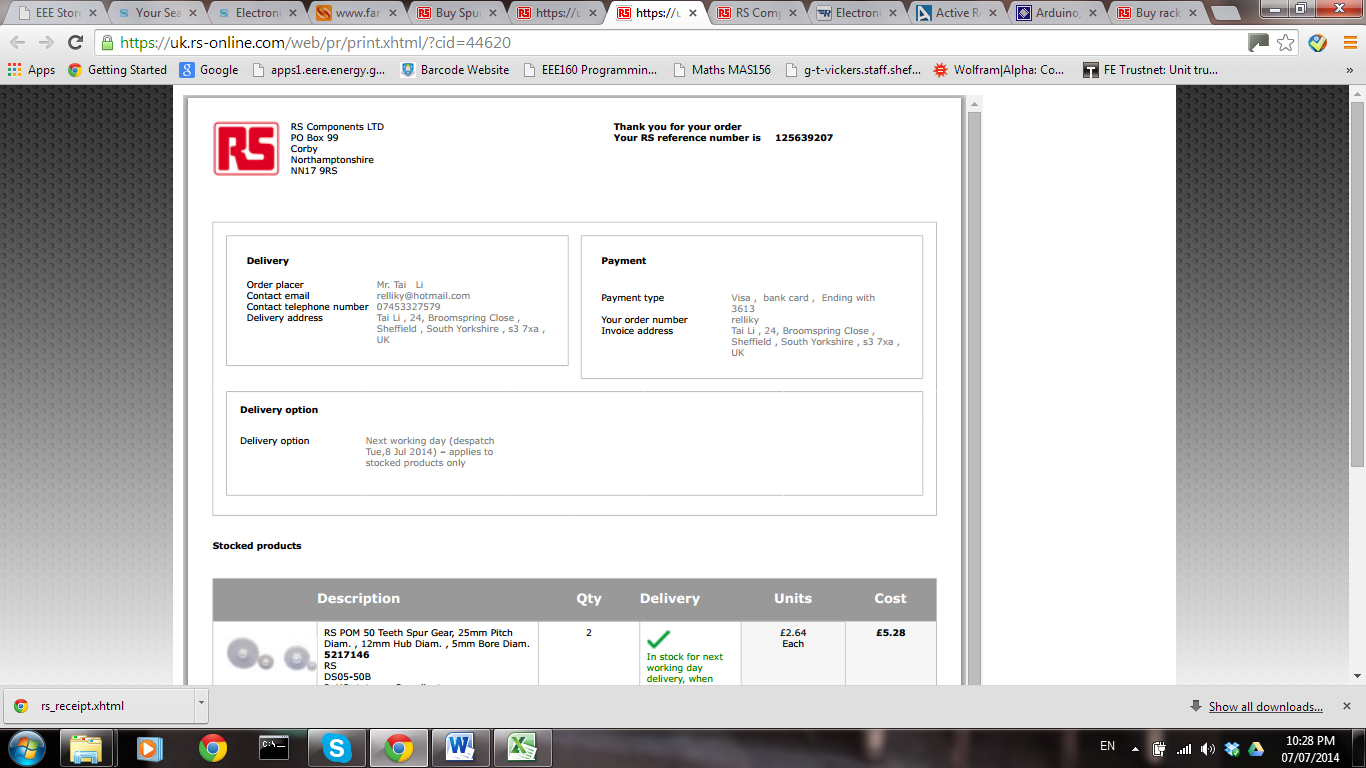 EEE Store
Your Sea
Electroni
www.far
Buy Spu
https://u
https://u
RS Comp
Electroni
Active R
Arduino,
Buy rack
https://uk.rs-online.com/web/pr/print.xhtml/?cid=44620
Apps
Getting Started
Google
apps1.eere.energy.g...
Barcode Website
EEE160 Programmin...
Maths MAS156
g-t-vickers.staff.shef...
Wolfram|Alpha: Co...
FE Trustnet: Unit tru...
»
RS
RS Components LTD
PO Box 99
Corby
Northamptonshire
NN17 9RS
Thank you for your order
Your RS reference number is 125639207
Delivery
Order placer Mr. Tai Li
Contact email relliky@hotmail.com
Contact telephone number 07453327579
Delivery address Tai Li , 24, Broomspring Close ,
Sheffield , South Yorkshire , s3 7xa ,
UK
Payment
Payment type Visa , bank card , Ending with
3613
Your order number relliky
Invoice address Tai Li , 24, Broomspring Close ,
Sheffield , South Yorkshire , s3 7xa ,
UK
Delivery option
Delivery option Next working day (despatch
Tue,8 Jul 2014) – applies to
stocked products only
Stocked products
Description Qty Delivery Units Cost
RS POM 50 Teeth Spur Gear, 25mm Pitch
Diam. , 12mm Hub Diam. , 5mm Bore Diam.
5217146
RS
DS05-50B
2
In stock for next
working day
delivery, when
£2.64
Each
£5.28
rs_receipt.xhtml
Show all downloads...
C:\_
EN
10:28 PM
07/07/2014